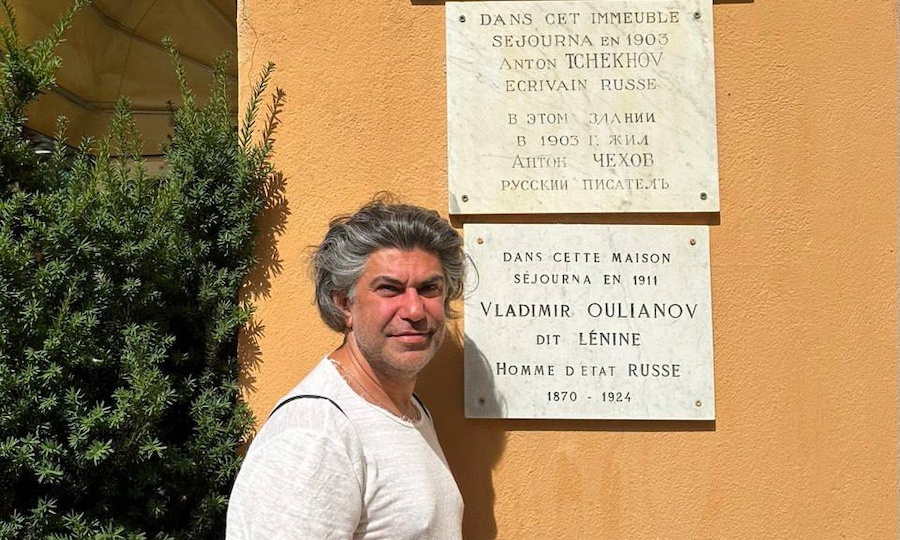 DANS CET IMMEUBLE
SEJOURNA EN 1903
ANTON TCHEKHOV
ECRIVAIN RUSSE
В ЭТОМ ЗДАНИИ
В 1903 Г. ЖИЛ
АНТОН ЧЕХОВ
РУССКИЙ ПИСАТЕЛЪ
DANS CETTE MAISON
SÉJOURNA EN 1911
VLADIMIR OULIANOV
DIT LÉNINE
HOMME D'ETAT RUSSE
1870 - 1924